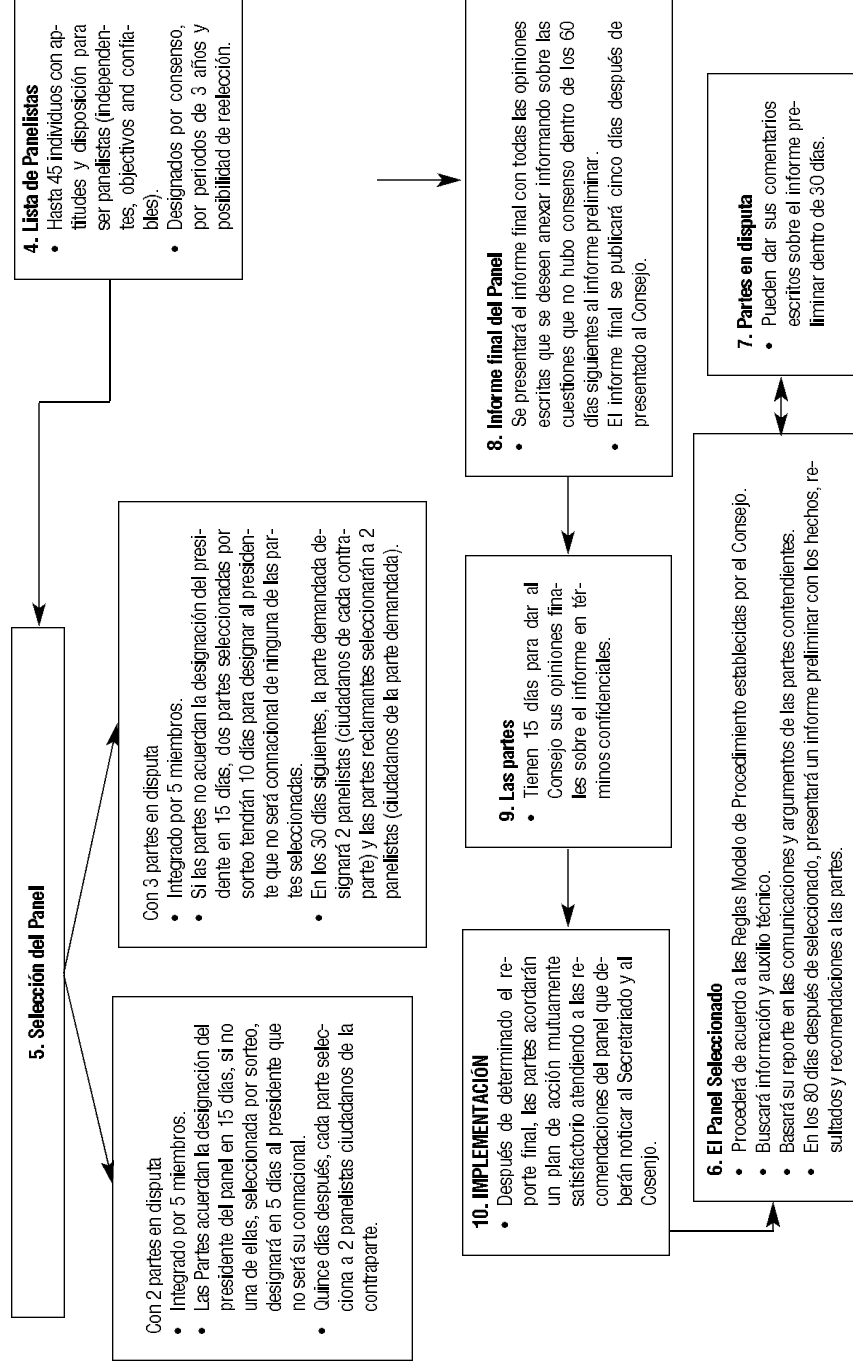 4. Lista de Panelistas
• Hasta 45 individuos con ap-
titudes y disposición para
ser panelistas (independen-
tes, objectivos and confia-
bles).
• Designados por consenso,
por periodos de 3 años y
posibilidad de reelección.
5. Selección del Panel
Con 2 partes en disputa
• Integrado por 5 miembros.
• Las Partes acuerdan la designación del
presidente del panel en 15 días, si no
una de ellas, seleccionada por sorteo,
designará en 5 días al presidente que
no será su connacional.
• Quince días después, cada parte selec-
ciona a 2 panelistas ciudadanos de la
contraparte.
Con 3 partes en disputa
• Integrado por 5 miembros.
• Si las partes no acuerdan la designación del presi-
dente en 15 días, dos partes seleccionadas por
sorteo tendrán 10 días para designar al presiden-
te que no será connacional de ninguna de las par-
tes seleccionadas.
• En los 30 días siguientes, la parte demandada de-
signará 2 panelistas (ciudadanos de cada contra-
parte) y las partes reclamantes seleccionarán a 2
panelistas (ciudadanos de la parte demandada).
6. El Panel Seleccionado
• Procederá de acuerdo a las Reglas Modelo de Procedimiento establecidas por el Consejo.
• Buscará información y auxilio técnico.
• Basará su reporte en las comunicaciones y argumentos de las partes contendientes.
• En los 80 días después de seleccionado, presentará un informe preliminar con los hechos, re-
sultados y recomendaciones a las partes.
7. Partes en disputa
• Pueden dar sus comentarios
escritos sobre el informe pre-
liminar dentro de 30 días.
8. Informe final del Panel
• Se presentará el informe final con todas las opiniones
escritas que se deseen anexar informando sobre las
cuestiones que no hubo consenso dentro de los 60
días siguientes al informe preliminar.
• El informe final se publicará cinco días después de
presentado al Consejo.
9. Las partes
• Tienen 15 días para dar al
Consejo sus opiniones fina-
les sobre el informe en tér-
minos confidenciales.
10. IMPLEMENTACIÓN
• Después de determinado el re-
porte final, las partes acordarán
un plan de acción mutuamente
satisfactorio atendiendo a las re-
comendaciones del panel que de-
berán noticar al Secretariado y al
Cosenjo.